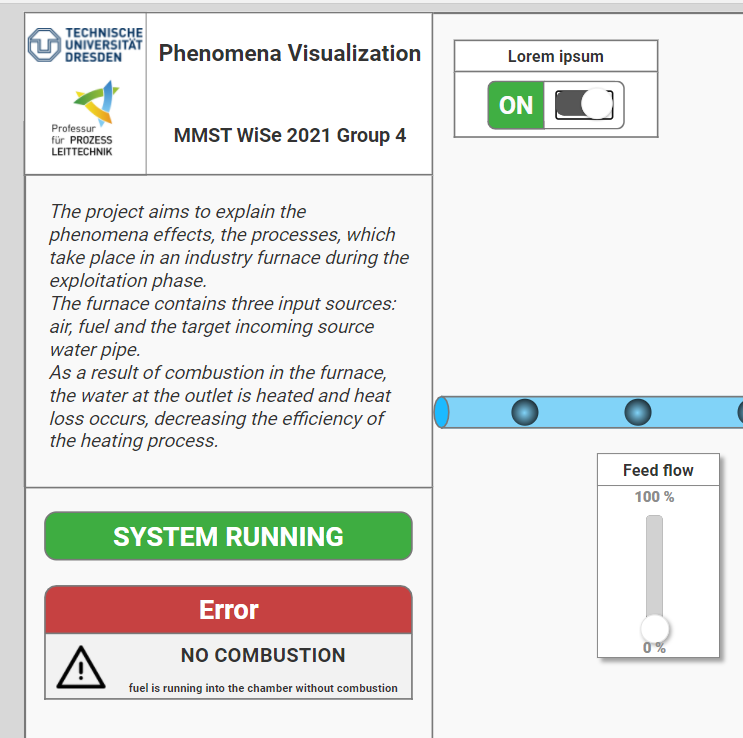 TECHNISCHE
UNIVERSITÄT
DRESDEN
Professur
für PROZESS
LEITTECHNIK
Phenomena Visualization
MMST WiSe 2021 Group 4
Lorem ipsum
ON
The project aims to explain the
phenomena effects, the processes, which
take place in an industry furnace during the
exploitation phase.
The furnace contains three input sources:
air, fuel and the target incoming source
water pipe.
As a result of combustion in the furnace,
the water at the outlet is heated and heat
loss occurs, decreasing the efficiency of
the heating process.
Feed flow
100 %
0 %
SYSTEM RUNNING
Error
NO COMBUSTION
fuel is running into the chamber without combustion